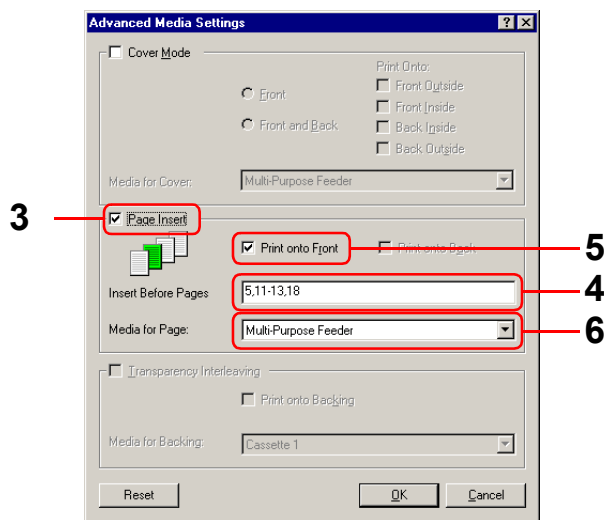 Advanced Media Settings
Cover Mode
Print Onto:
Front Outside
Front
Front Inside
Front and Back
Back Inside
Back Outside
Media for Cover:
Multi-Purpose Feeder
3
Page Insert
Print onto Front
Print onto Back
5
Insert Before Pages
5,11-13,18
4
Media for Page:
Multi-Purpose Feeder
6
Transparency Interleaving
Print onto Backing
Media for Backing:
Cassette 1
Reset
OK
Cancel